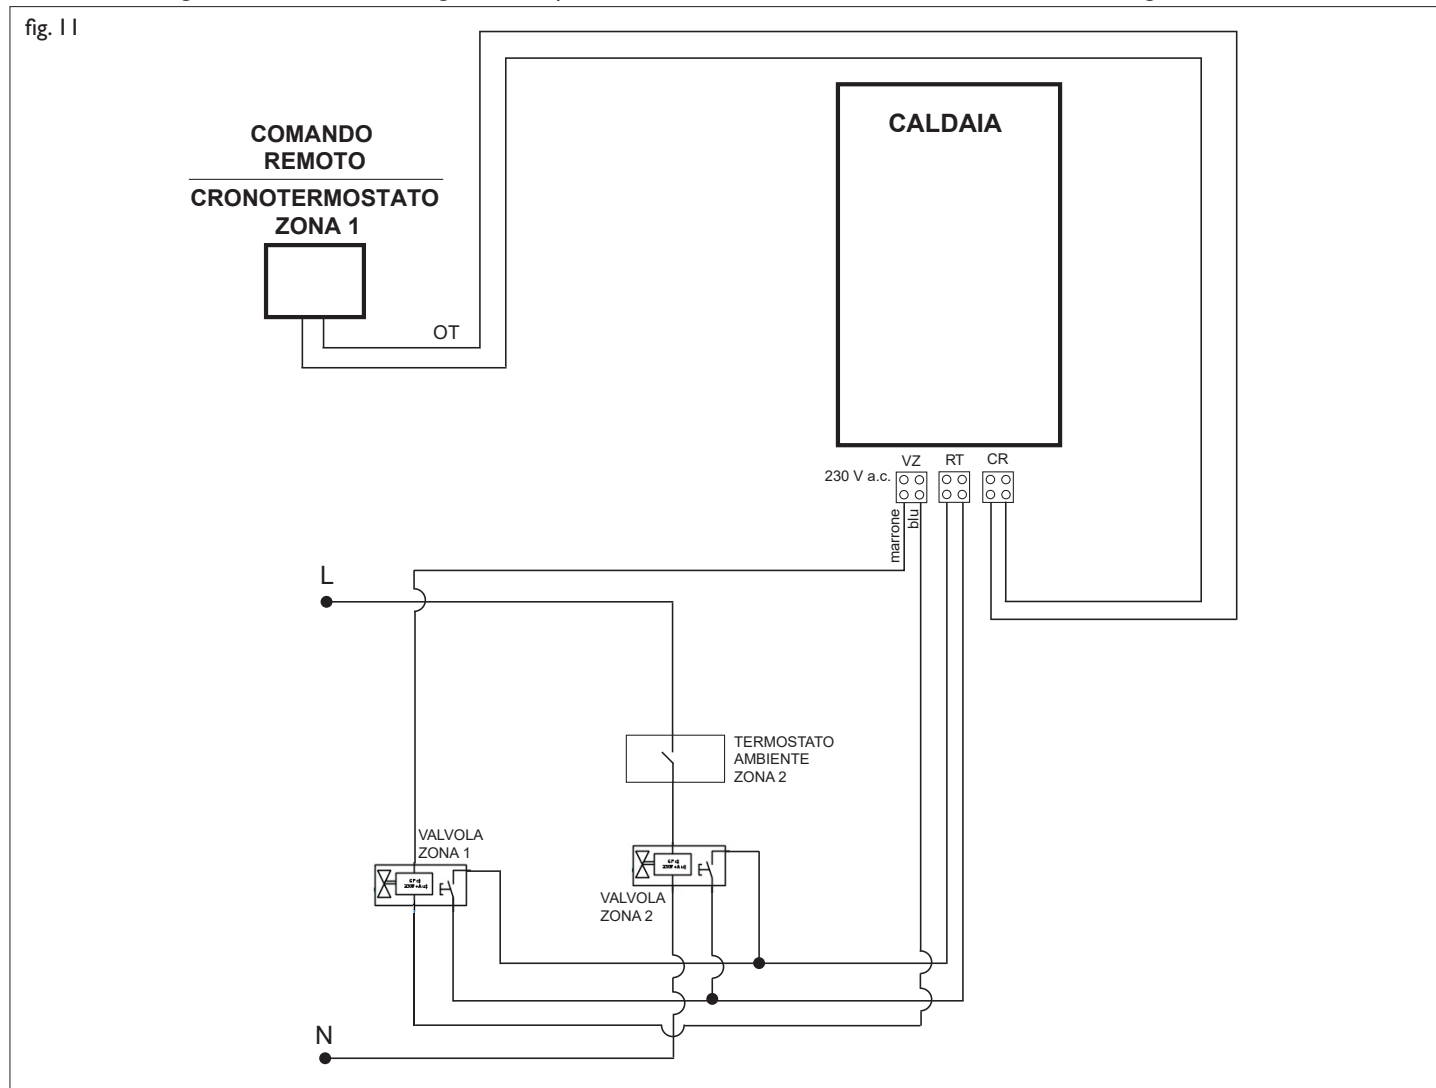 fig. 11
COMANDO
REMOTO
CRONOTERMOSTATO
ZONA 1
CALDAIA
OT
VZ
RT
CR
230 V a.c.
marrone
blu
L
TERMOSTATO
AMBIENTE
ZONA 2
VALVOLA
ZONA 1
VALVOLA
ZONA 2
N